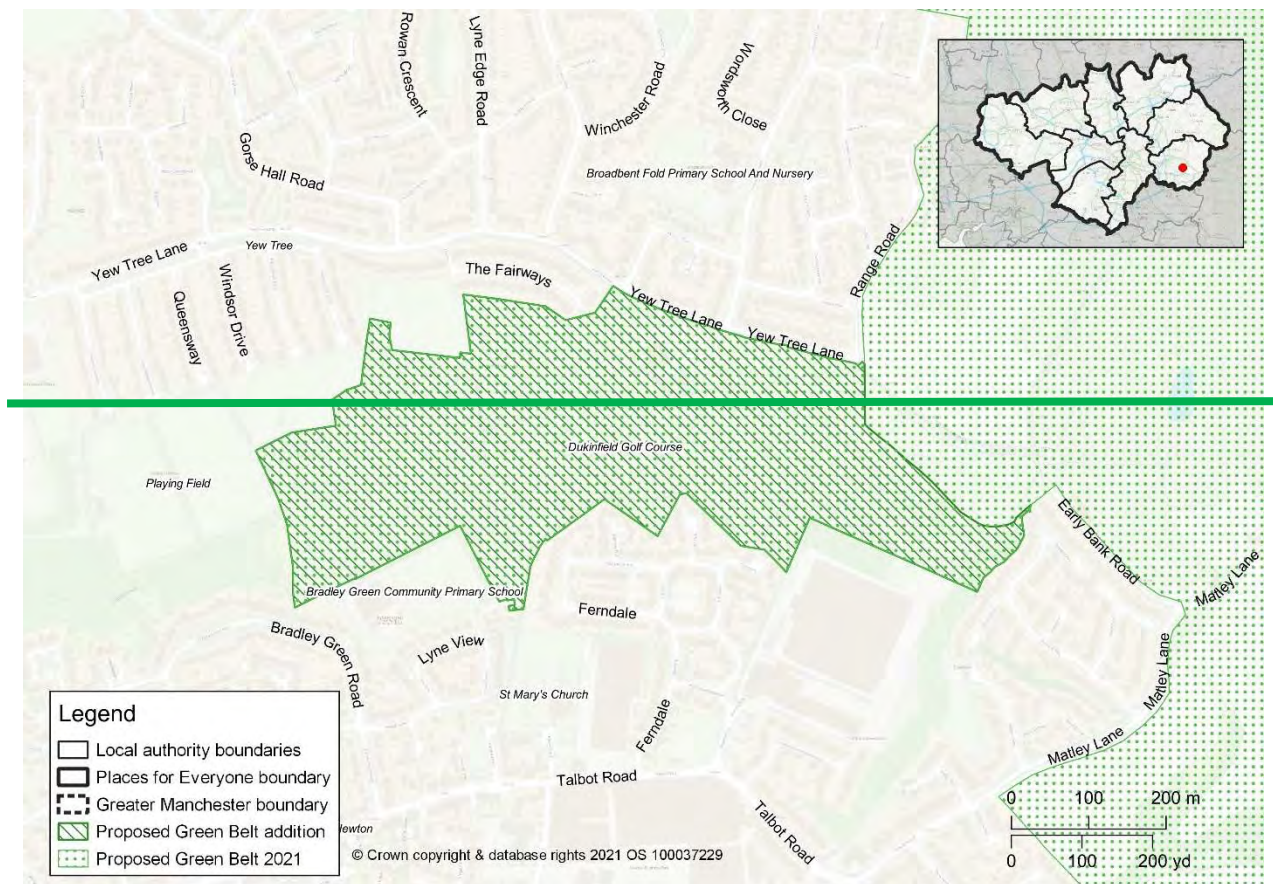 Rowan Crescent
Lyne Edge Road
Winchester Road
Wordsworth Close
Gorse Hall Road
Broadbent Fold Primary School And Nursery
Yew Tree Lane
Yew Tree
Windsor Drive
Queensway
The Fairways
Range Road
Yew Tree Lane
Yew Tree Lane
Dukinfield Golf Course
Playing Field
Early Bank Road
Matley Lane
Bradley Green Community Primary School
Ferndale
Bradley Green Road
Lyne View
St Mary's Church
Ferndale
Matley Lane
Matley Lane
Talbot Road
Talbot Road
Legend
Local authority boundaries
Places for Everyone boundary
Greater Manchester boundary
Proposed Green Belt addition
Proposed Green Belt 2021
lewton
© Crown copyright & database rights 2021 OS 100037229
0 100 200 m
0 100 200 yd